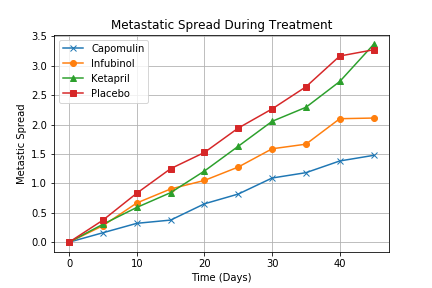 Metastatic Spread During Treatment
3.5
3.0
2.5
2.0
1.5
1.0
0.5
0.0
Metastic Spread
Capomulin
Infubinol
Ketapril
Placebo
0 10 20 30 40
Time (Days)